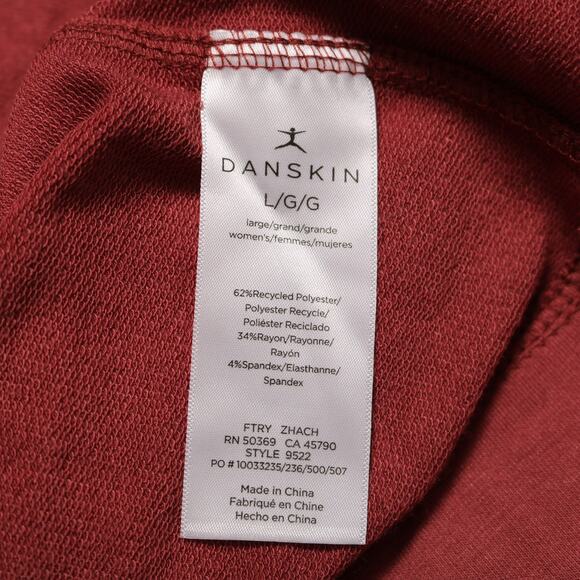 DANSKIN
L/G/G
large/grand/grande
women's/femmes/mujeres
62%Recycled Polyester/
Polyester Recycle/
Poliéster Reciclado
34%Rayon/Rayonne/
Rayón
4%Spandex/Elasthanne/
Spandex
FTRY ZHACH
RN 50369 CA 45790
STYLE 9522
PO # 10033235/236/500/507
Made in China
Fabriqué en Chine
Hecho en China